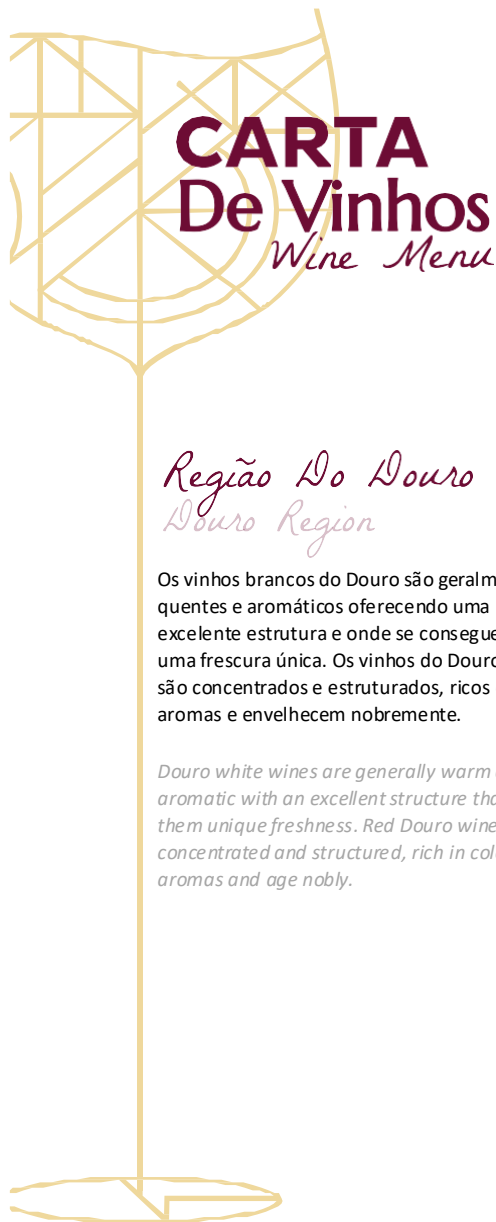 CARTA
De Vinhos
Wine Menu
Região Do Douro
Douro Region
Os vinhos brancos do Douro são
quentes e aromáticos oferecendo uma
excelente estrutura e onde se consegue
uma frescura única. Os vinhos do Douro
são concentrados e estruturados, ricos
aromas e envelhecem nobremente.
Douro white wines are generally warm
aromatic with an excellent structure
them unique freshness. Red Douro
concentrated and structured, rich in
aromas and age nobly.